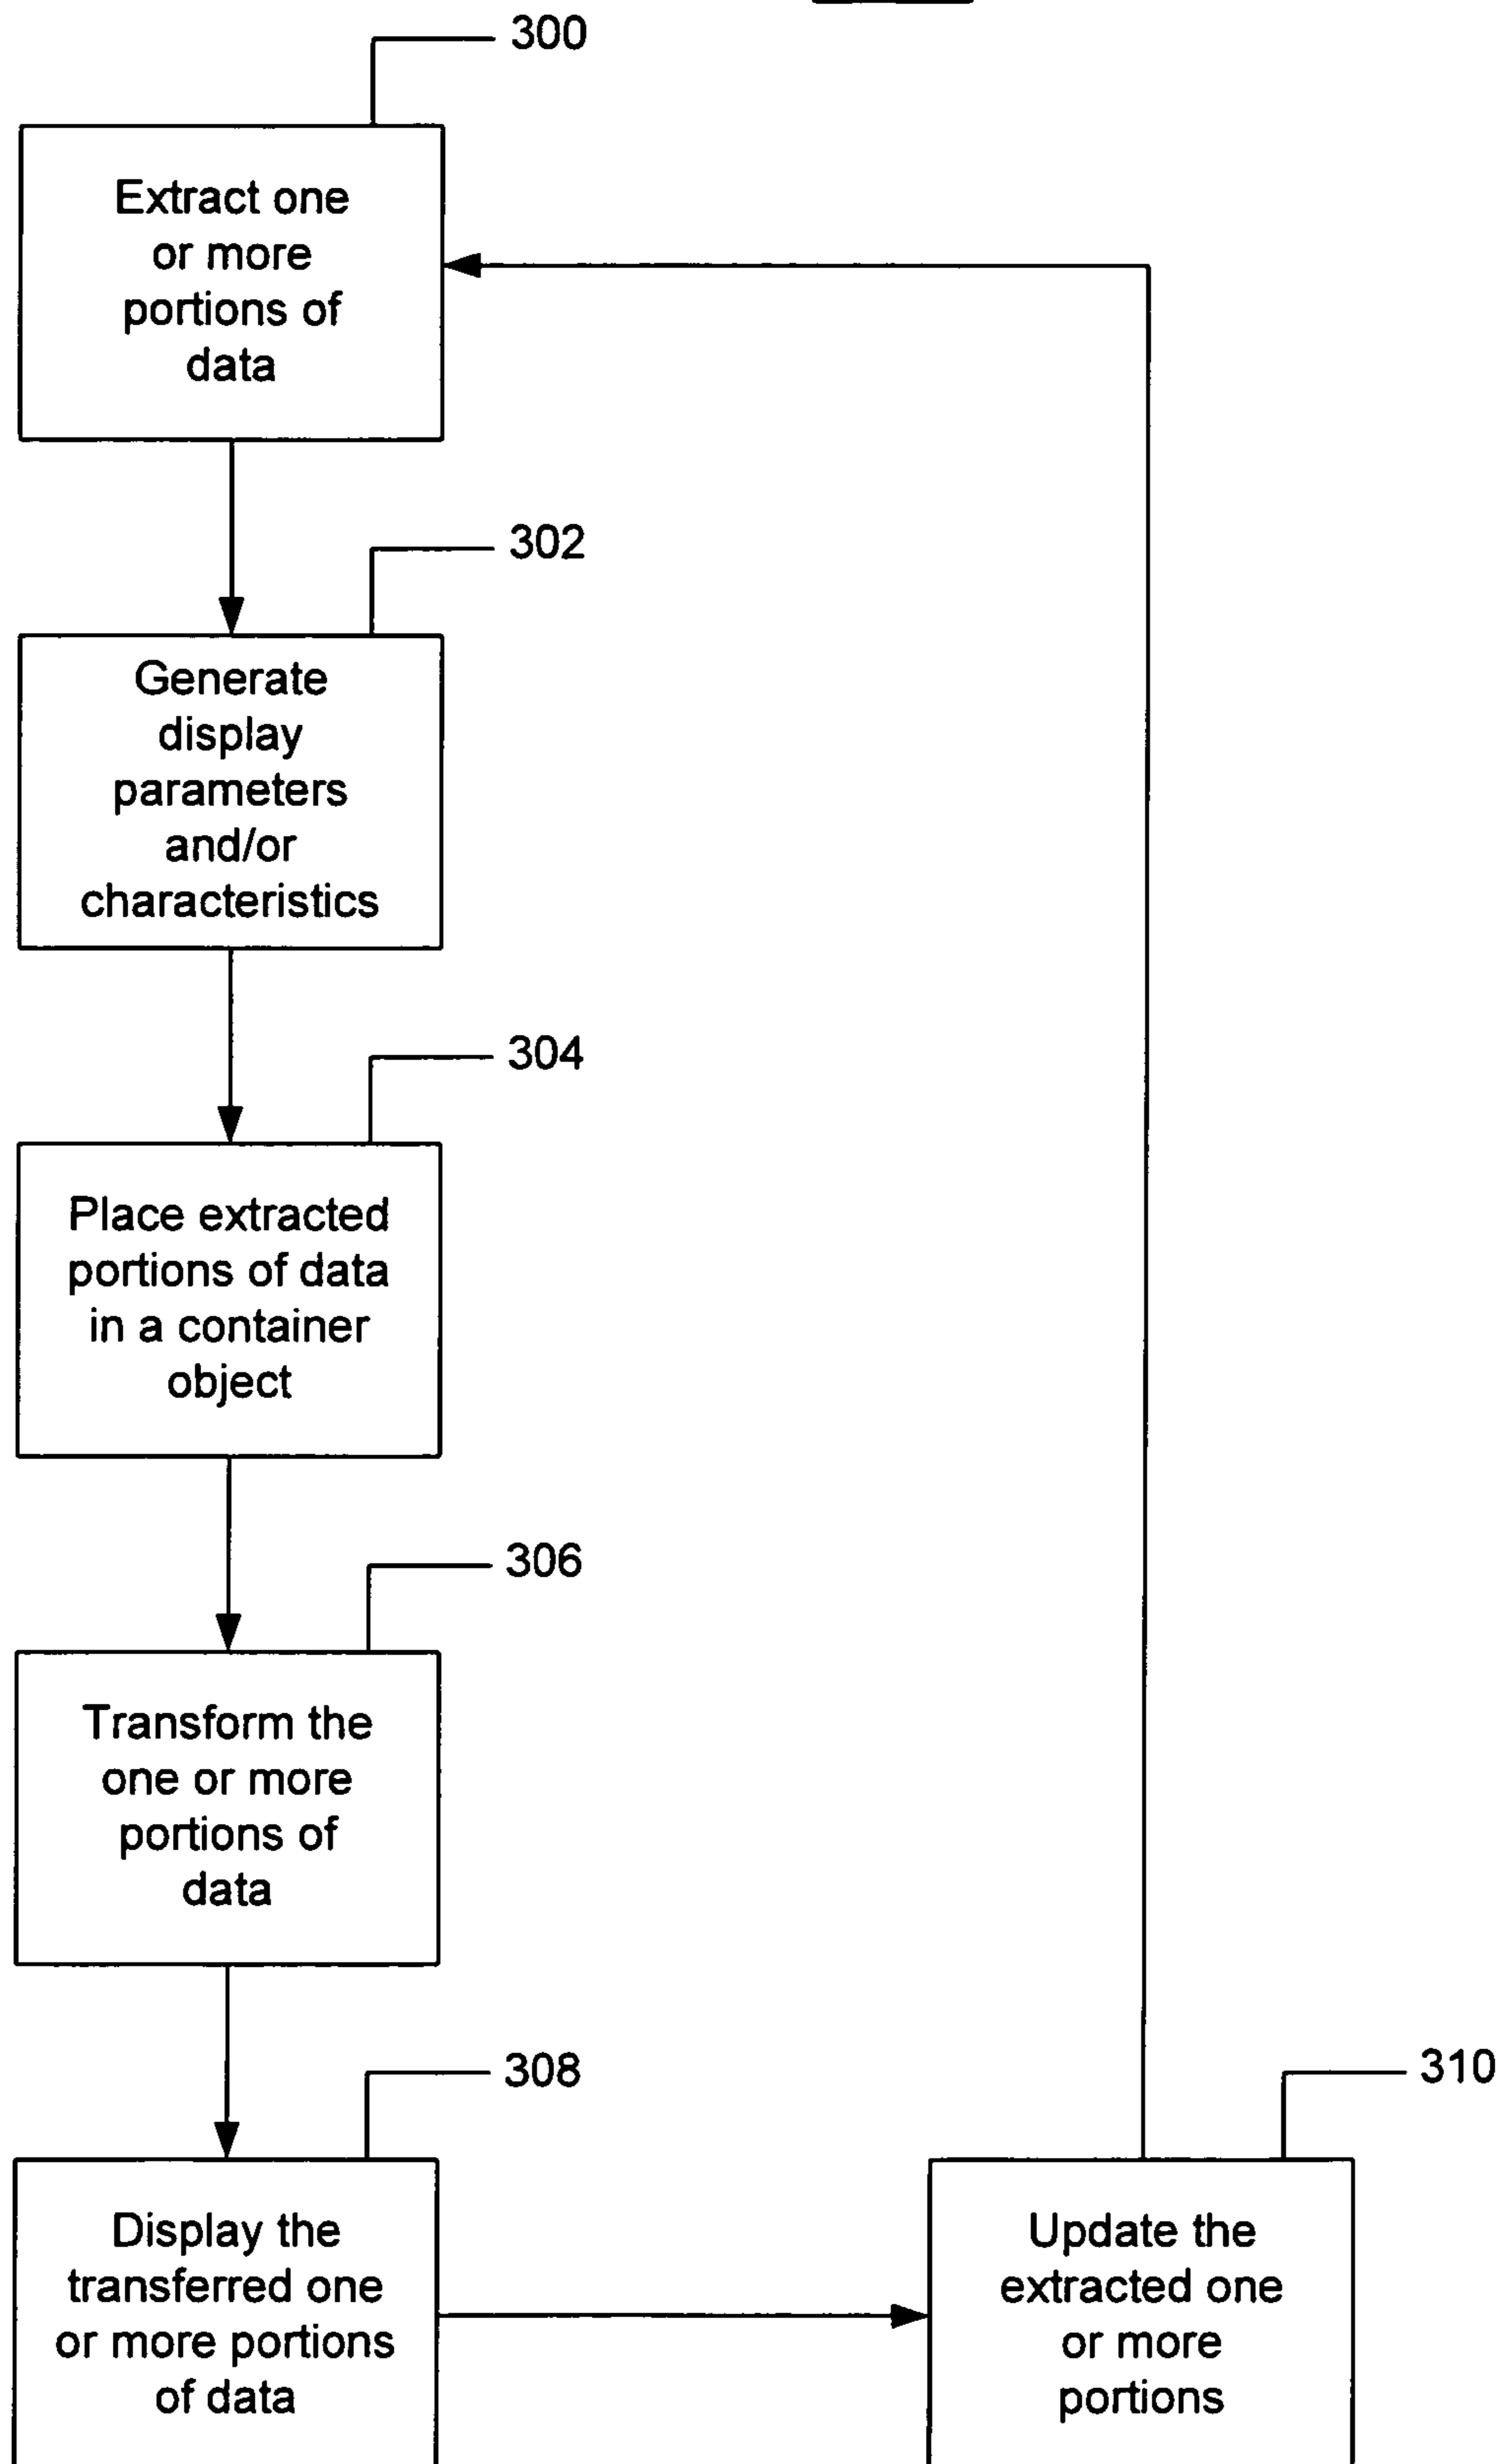 300
Extract one
or more
portions of
data
302
Generate
display
parameters
and/or
characteristics
304
Place extracted
portions of data
in a container
object
306
Transform the
one or more
portions of
data
308
Display the
transferred one
or more portions
of data
310
Update the
extracted one
or more
portions